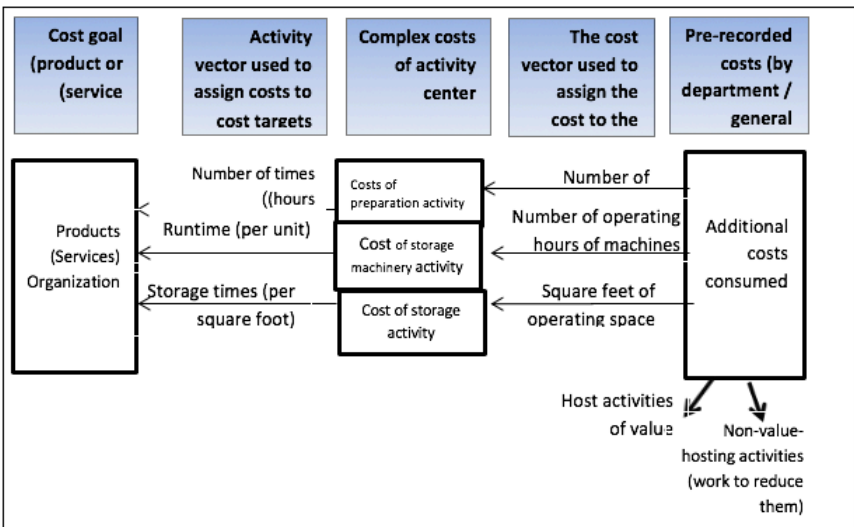 Cost goal
(product or
(service
Activity
vector used to
assign costs to
cost targets
Complex costs
of activity
center
The cost
vector used to
assign the
cost to the
Pre-recorded
costs (by
department /
general
Products
(Services)
Organization
Number of times
((hours
Runtime (per unit)
Storage times (per
square foot)
Costs of
preparation activity
Cost of storage
machinery activity
Cost of storage
activity
Number of
Number of operating
hours of machines
Square feet of
operating space
Additional
costs
consumed
Host activities
of value
Non-value-
hosting activities
(work to reduce
them)